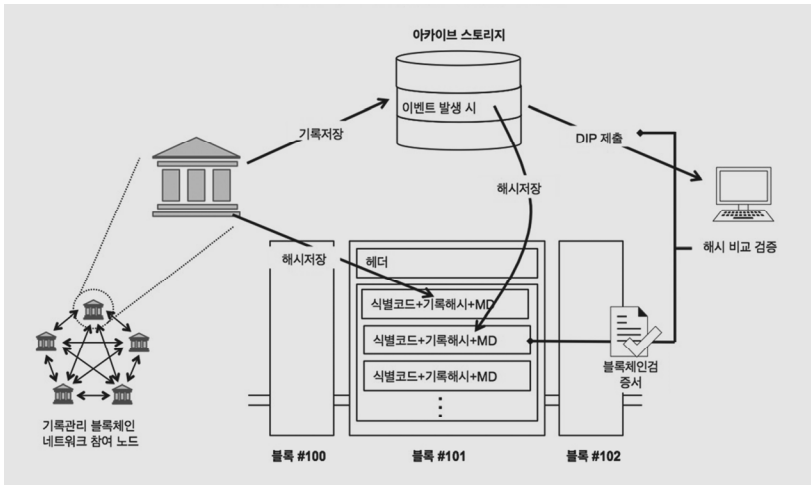 아카이브 스토리지
이벤트 발생 시
기록저장
DIP 제출
해시저장
해시 비교 검증
해시저장
헤더
식별코드+기록해시+MD
식별코드+기록해시+MD
식별코드+기록해시+MD
블록체인검
증서
기록관리 블록체인
네트워크 참여 노드
블록 #100
블록 #101
블록 #102